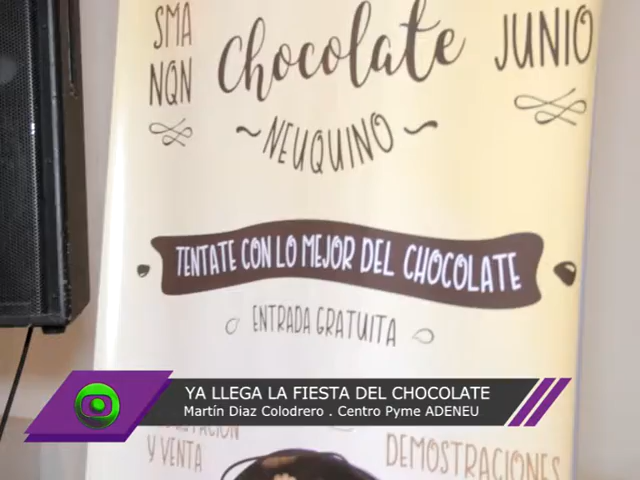 SMA
NQN
Chocolate
JUNIO
~NEUQUINO~
TENTATE CON LO MEJOR DEL CHOCOLATE
ENTRADA GRATUITA
YA LLEGA LA FIESTA DEL CHOCOLATE
Martín Diaz Colodrero . Centro Pyme ADENEU
Y VENTA
DEMOSTRACIONES